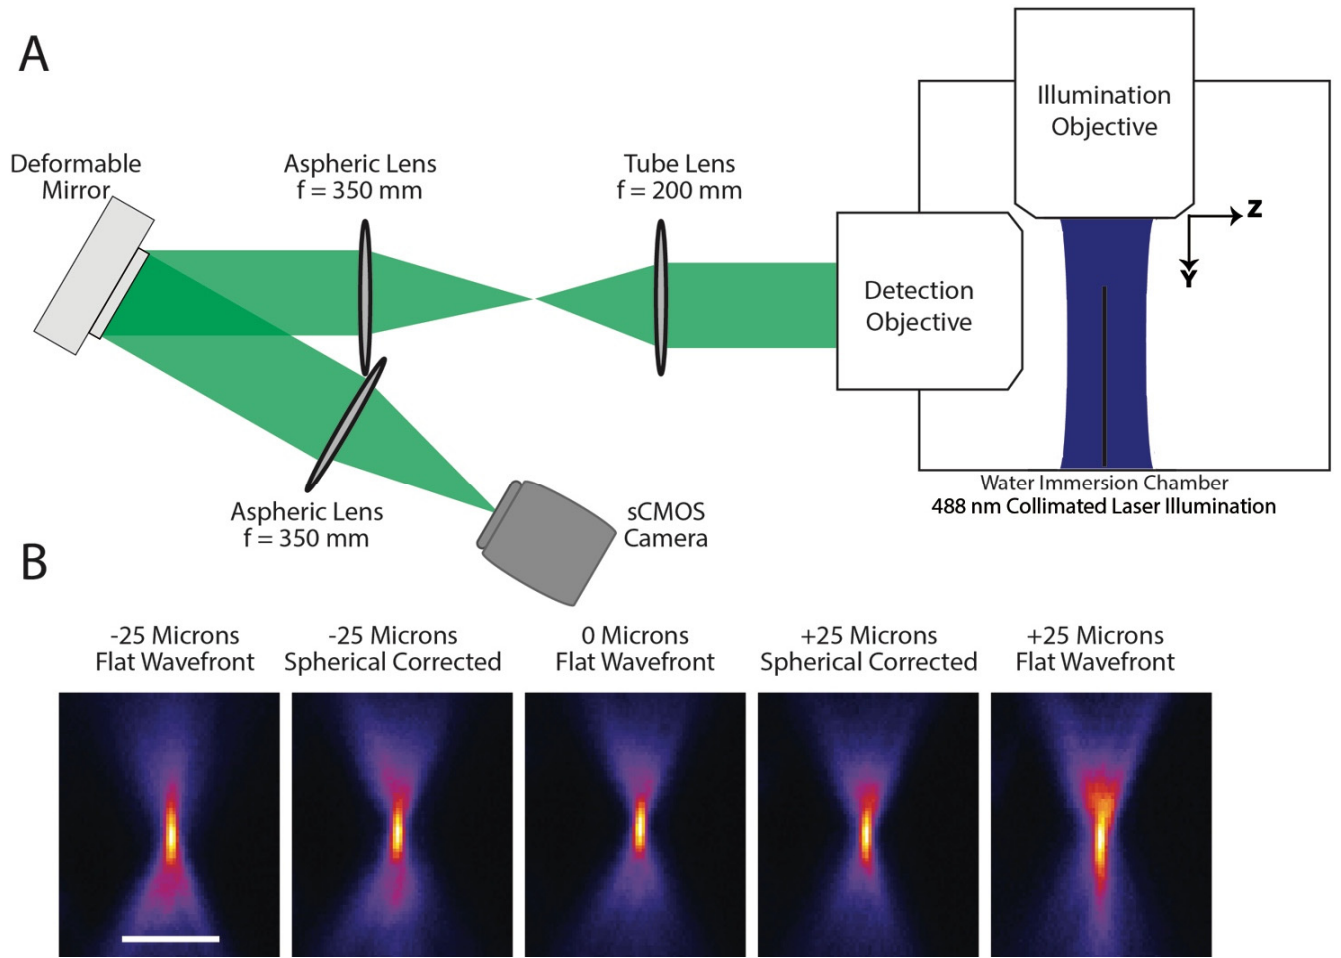 A
Deformable
Mirror
Aspheric Lens
f = 350 mm
Tube Lens
f = 200 mm
Illumination
Objective
Detection
Objective
Z
Y
Aspheric Lens
f = 350 mm
sCMOS
Camera
Water Immersion Chamber
488 nm Collimated Laser Illumination
B
-25 Microns
Flat Wavefront
-25 Microns
Spherical Corrected
0 Microns
Flat Wavefront
+25 Microns
Spherical Corrected
+25 Microns
Flat Wavefront